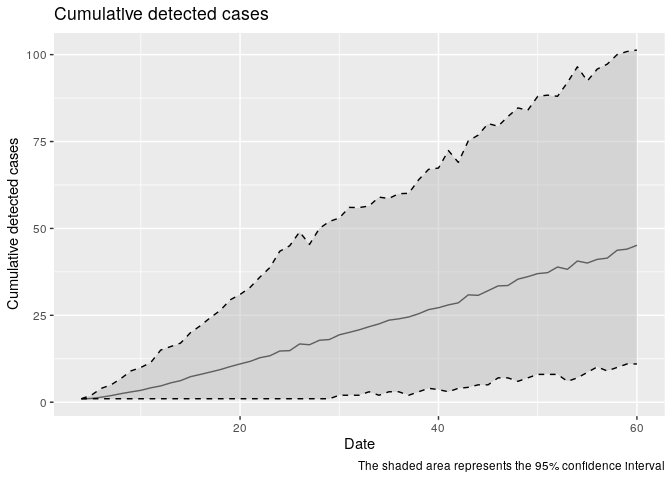 Cumulative detected cases
Cumulative detected cases
100
75
50
25
0
20 40 60
Date
The shaded area represents the 95% confidence interval